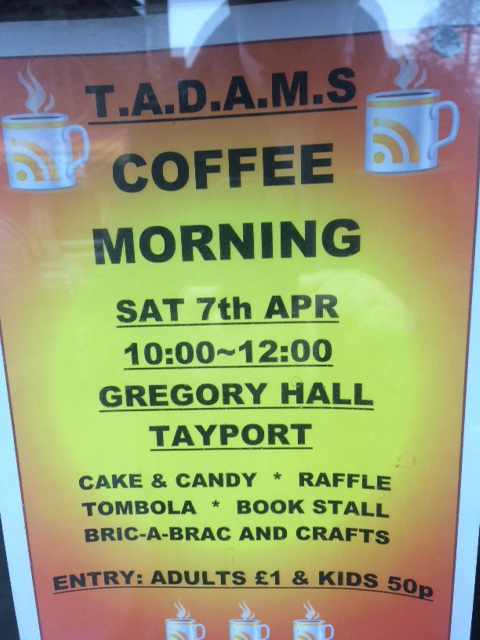 T.A.D.A.M.S
COFFEE
MORNING
SAT 7th APR
10:00~12:00
GREGORY HALL
TAYPORT
CAKE & CANDY * RAFFLE
TOMBOLA * BOOK STALL
BRIC-A-BRAC AND CRAFTS
ENTRY: ADULTS £1 & KIDS 50p